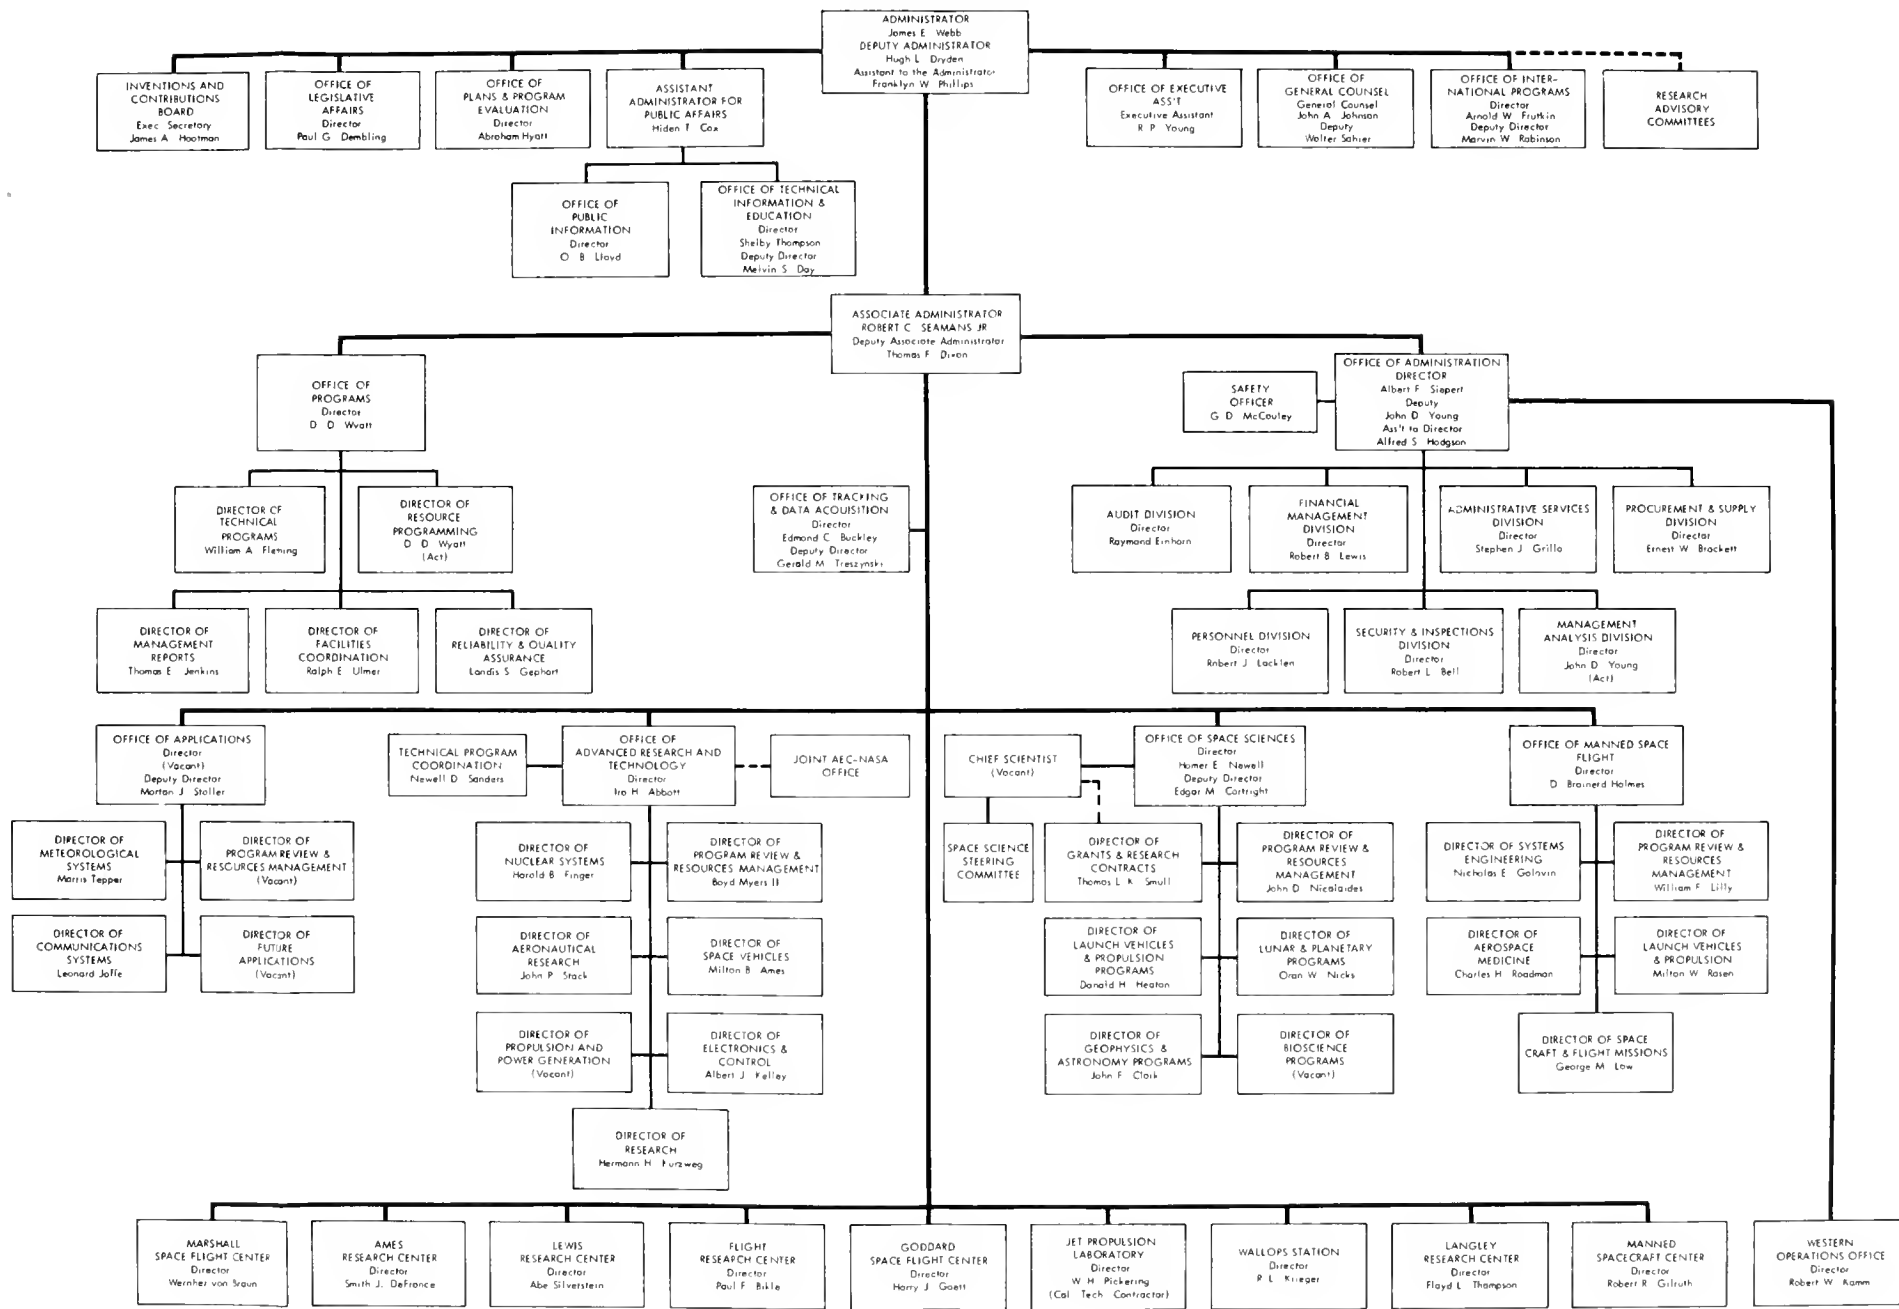 ADMINISTRATOR
James E Webb
DEPUTY ADMINISTRATOR
Hugh L Dryden
Assistant to the Administrator
Franklyn W Phillips
INVENTIONS AND
CONTRIBUTIONS
BOARD
Exec Secretary
James A Hootman
OFFICE OF
LEGISLATIVE
AFFAIRS
Director
Paul G Dembling
OFFICE OF
PLANS & PROGRAM
EVALUATION
Director
Abraham Hyatt
ASSISTANT
ADMINISTRATOR FOR
PUBLIC AFFAIRS
Hiden T Cox
OFFICE OF EXECUTIVE
ASS'T
Executive Assistant
R P Young
OFFICE OF
GENERAL COUNSEL
General Counsel
John A Johnson
Deputy
Walter Sohier
OFFICE OF INTER-
NATIONAL PROGRAMS
Director
Arnold W Frutkin
Deputy Director
Marvin W Robinson
RESEARCH
ADVISORY
COMMITTEES
OFFICE OF
PUBLIC
INFORMATION
Director
O B Lloyd
OFFICE OF TECHNICAL
INFORMATION &
EDUCATION
Director
Shelby Thompson
Deputy Director
Melvin S Day
ASSOCIATE ADMINISTRATOR
ROBERT C SEAMANS JR
Deputy Associate Administrator
Thomas F Dixon
OFFICE OF
PROGRAMS
Director
D D Wyatt
SAFETY
OFFICER
G D McCauley
OFFICE OF ADMINISTRATION
DIRECTOR
Albert F Siepert
Deputy
John D Young
Ass't to Director
Alfred S Hodgson
DIRECTOR OF
TECHNICAL
PROGRAMS
William A Fleming
DIRECTOR OF
RESOURCE
PROGRAMMING
D D Wyatt
(Act)
OFFICE OF TRACKING
& DATA ACQUISITION
Director
Edmond C Buckley
Deputy Director
Gerald M Treszynski
AUDIT DIVISION
Director
Raymond Einhorn
FINANCIAL
MANAGEMENT
DIVISION
Director
Robert B Lewis
ADMINISTRATIVE SERVICES
DIVISION
Director
Stephen J Grillo
PROCUREMENT & SUPPLY
DIVISION
Director
Ernest W Brackett
DIRECTOR OF
MANAGEMENT
REPORTS
Thomas E Jenkins
DIRECTOR OF
FACILITIES
COORDINATION
Ralph E Ulmer
DIRECTOR OF
RELIABILITY & QUALITY
ASSURANCE
Landis S Gephart
PERSONNEL DIVISION
Director
Robert J Lacklen
SECURITY & INSPECTIONS
DIVISION
Director
Robert L Bell
MANAGEMENT
ANALYSIS DIVISION
Director
John D Young
(Act)
OFFICE OF APPLICATIONS
Director
(Vacant)
Deputy Director
Morton J Stoller
TECHNICAL PROGRAM
COORDINATION
Newell D Sanders
OFFICE OF
ADVANCED RESEARCH AND
TECHNOLOGY
Director
Ira H Abbott
JOINT AEC-NASA
OFFICE
CHIEF SCIENTIST
(Vacant)
OFFICE OF SPACE SCIENCES
Director
Homer E Newell
Deputy Director
Edgar M Cortright
OFFICE OF MANNED SPACE
FLIGHT
Director
D Brainerd Holmes
DIRECTOR OF
METEOROLOGICAL
SYSTEMS
Morris Tepper
DIRECTOR OF
PROGRAM REVIEW &
RESOURCES MANAGEMENT
(Vacant)
DIRECTOR OF
NUCLEAR SYSTEMS
Harold B Finger
DIRECTOR OF
PROGRAM REVIEW &
RESOURCES MANAGEMENT
Boyd Myers II
SPACE SCIENCE
STEERING
COMMITTEE
DIRECTOR OF
GRANTS & RESEARCH
CONTRACTS
Thomas L K Smull
DIRECTOR OF
PROGRAM REVIEW &
RESOURCES
MANAGEMENT
John D Nicolaides
DIRECTOR OF SYSTEMS
ENGINEERING
Nicholas E Golovin
DIRECTOR OF
PROGRAM REVIEW &
RESOURCES
MANAGEMENT
William E Lilly
DIRECTOR OF
COMMUNICATIONS
SYSTEMS
Leonard Jaffe
DIRECTOR OF
FUTURE
APPLICATIONS
(Vacant)
DIRECTOR OF
AERONAUTICAL
RESEARCH
John P Stack
DIRECTOR OF
SPACE VEHICLES
Milton B Ames
DIRECTOR OF
LAUNCH VEHICLES
& PROPULSION
PROGRAMS
Donald H Heaton
DIRECTOR OF
LUNAR & PLANETARY
PROGRAMS
Oran W Nicks
DIRECTOR OF
AEROSPACE
MEDICINE
Charles H Roadman
DIRECTOR OF
LAUNCH VEHICLES
& PROPULSION
Milton W Rosen
DIRECTOR OF
PROPULSION AND
POWER GENERATION
(Vacant)
DIRECTOR OF
ELECTRONICS &
CONTROL
Albert J Kelley
DIRECTOR OF
GEOPHYSICS &
ASTRONOMY PROGRAMS
John F Clark
DIRECTOR OF
BIOSCIENCE
PROGRAMS
(Vacant)
DIRECTOR OF SPACE
CRAFT & FLIGHT MISSIONS
George M Low
DIRECTOR OF
RESEARCH
Hermann H Kurzweg
MARSHALL
SPACE FLIGHT CENTER
Director
Wernher von Braun
AMES
RESEARCH CENTER
Director
Smith J. DeFrance
LEWIS
RESEARCH CENTER
Director
Abe Silverstein
FLIGHT
RESEARCH CENTER
Director
Paul F Bikle
GODDARD
SPACE FLIGHT CENTER
Director
Harry J Goett
JET PROPULSION
LABORATORY
Director
W H Pickering
(Cal Tech Contractor)
WALLOPS STATION
Director
R L Krieger
LANGLEY
RESEARCH CENTER
Director
Floyd L Thompson
MANNED
SPACECRAFT CENTER
Director
Robert R Gilruth
WESTERN
OPERATIONS OFFICE
Director
Robert W Kamm